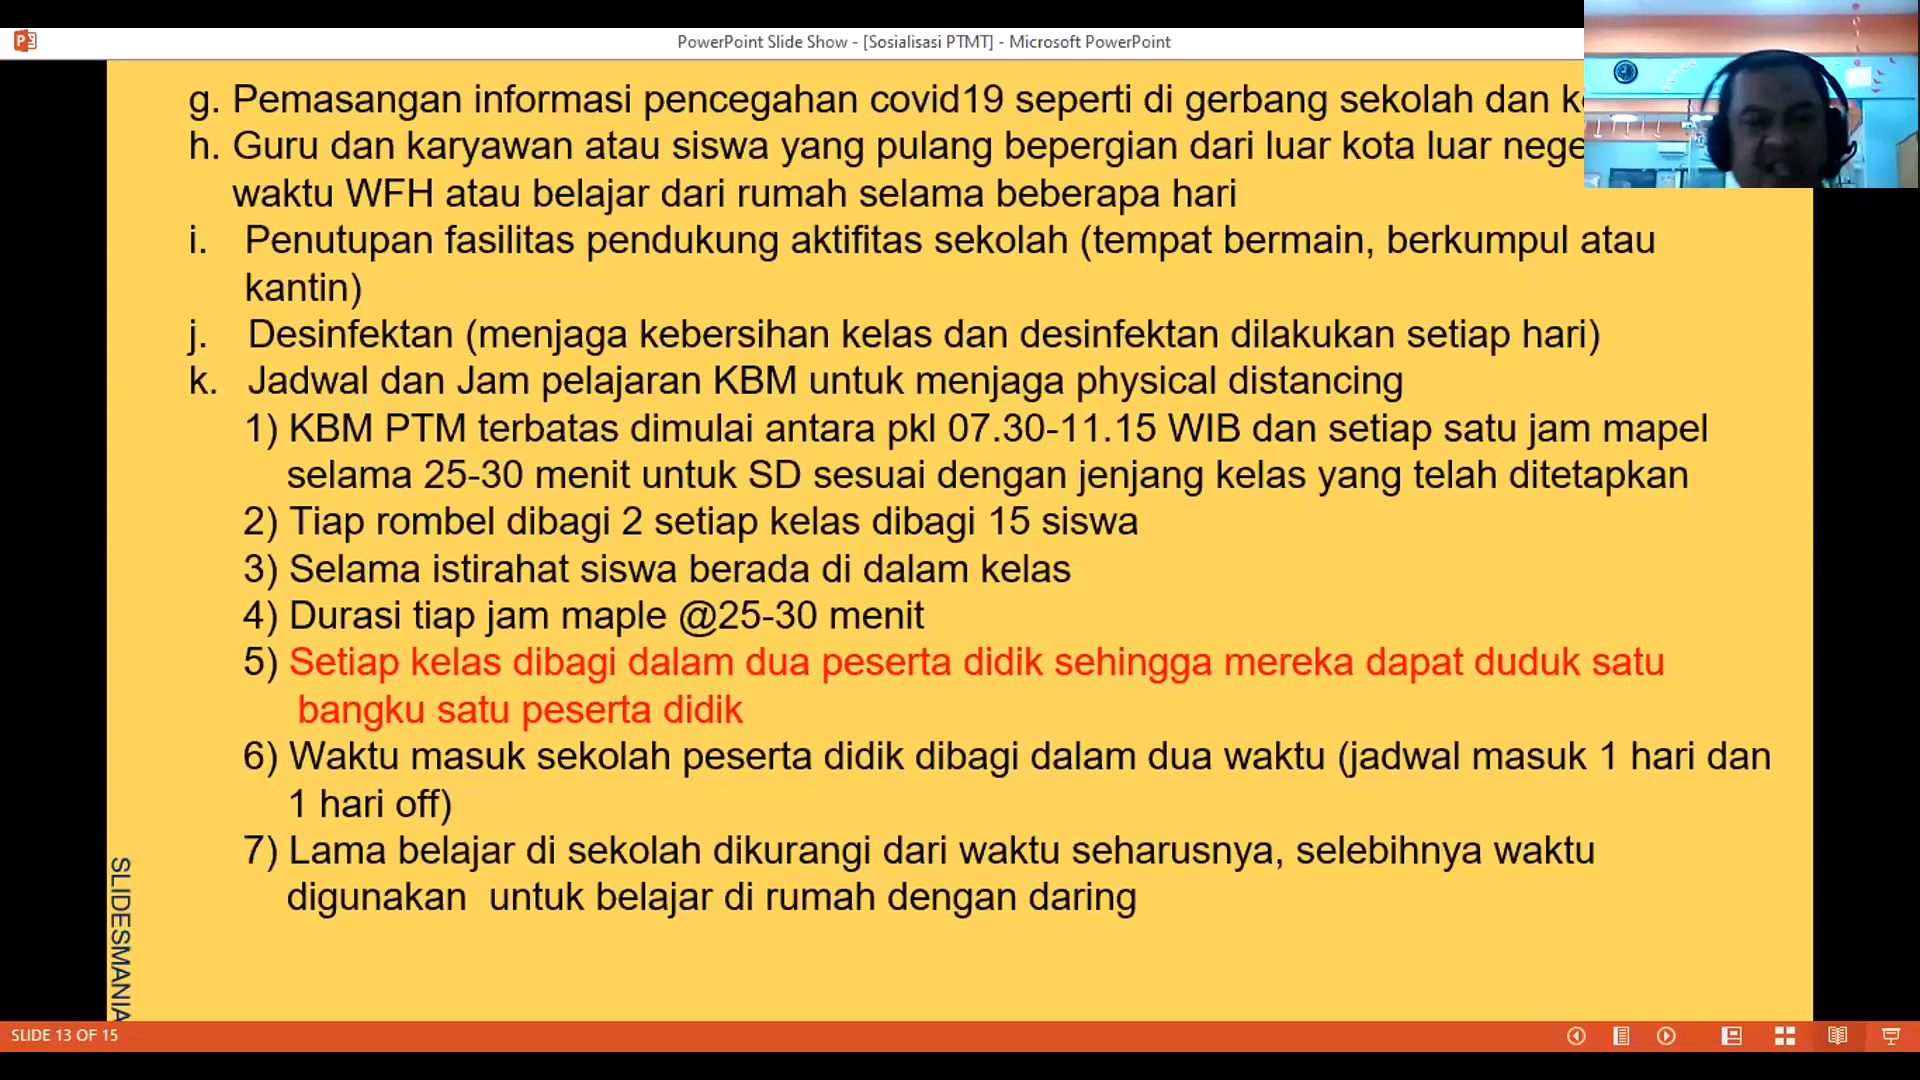 PowerPoint Slide Show - [Sosialisasi PTMT] - Microsoft PowerPoint
g. Pemasangan informasi pencegahan covid19 seperti di gerbang sekolah dan
h. Guru dan karyawan atau siswa yang pulang bepergian dari luar kota luar
waktu WFH atau belajar dari rumah selama beberapa hari
i. Penutupan fasilitas pendukung aktifitas sekolah (tempat bermain, berkumpul atau
kantin)
j. Desinfektan (menjaga kebersihan kelas dan desinfektan dilakukan setiap hari)
k. Jadwal dan Jam pelajaran KBM untuk menjaga physical distancing
1) KBM PTM terbatas dimulai antara pkl 07.30-11.15 WIB dan setiap satu jam mapel
selama 25-30 menit untuk SD sesuai dengan jenjang kelas yang telah ditetapkan
2) Tiap rombel dibagi 2 setiap kelas dibagi 15 siswa
3) Selama istirahat siswa berada di dalam kelas
4) Durasi tiap jam maple @25-30 menit
5) Setiap kelas dibagi dalam dua peserta didik sehingga mereka dapat duduk satu
bangku satu peserta didik
6) Waktu masuk sekolah peserta didik dibagi dalam dua waktu (jadwal masuk 1 hari dan
1 hari off)
7) Lama belajar di sekolah dikurangi dari waktu seharusnya, selebihnya waktu
digunakan  untuk belajar di rumah dengan daring
SLIDESMANIA
SLIDE 13 OF 15